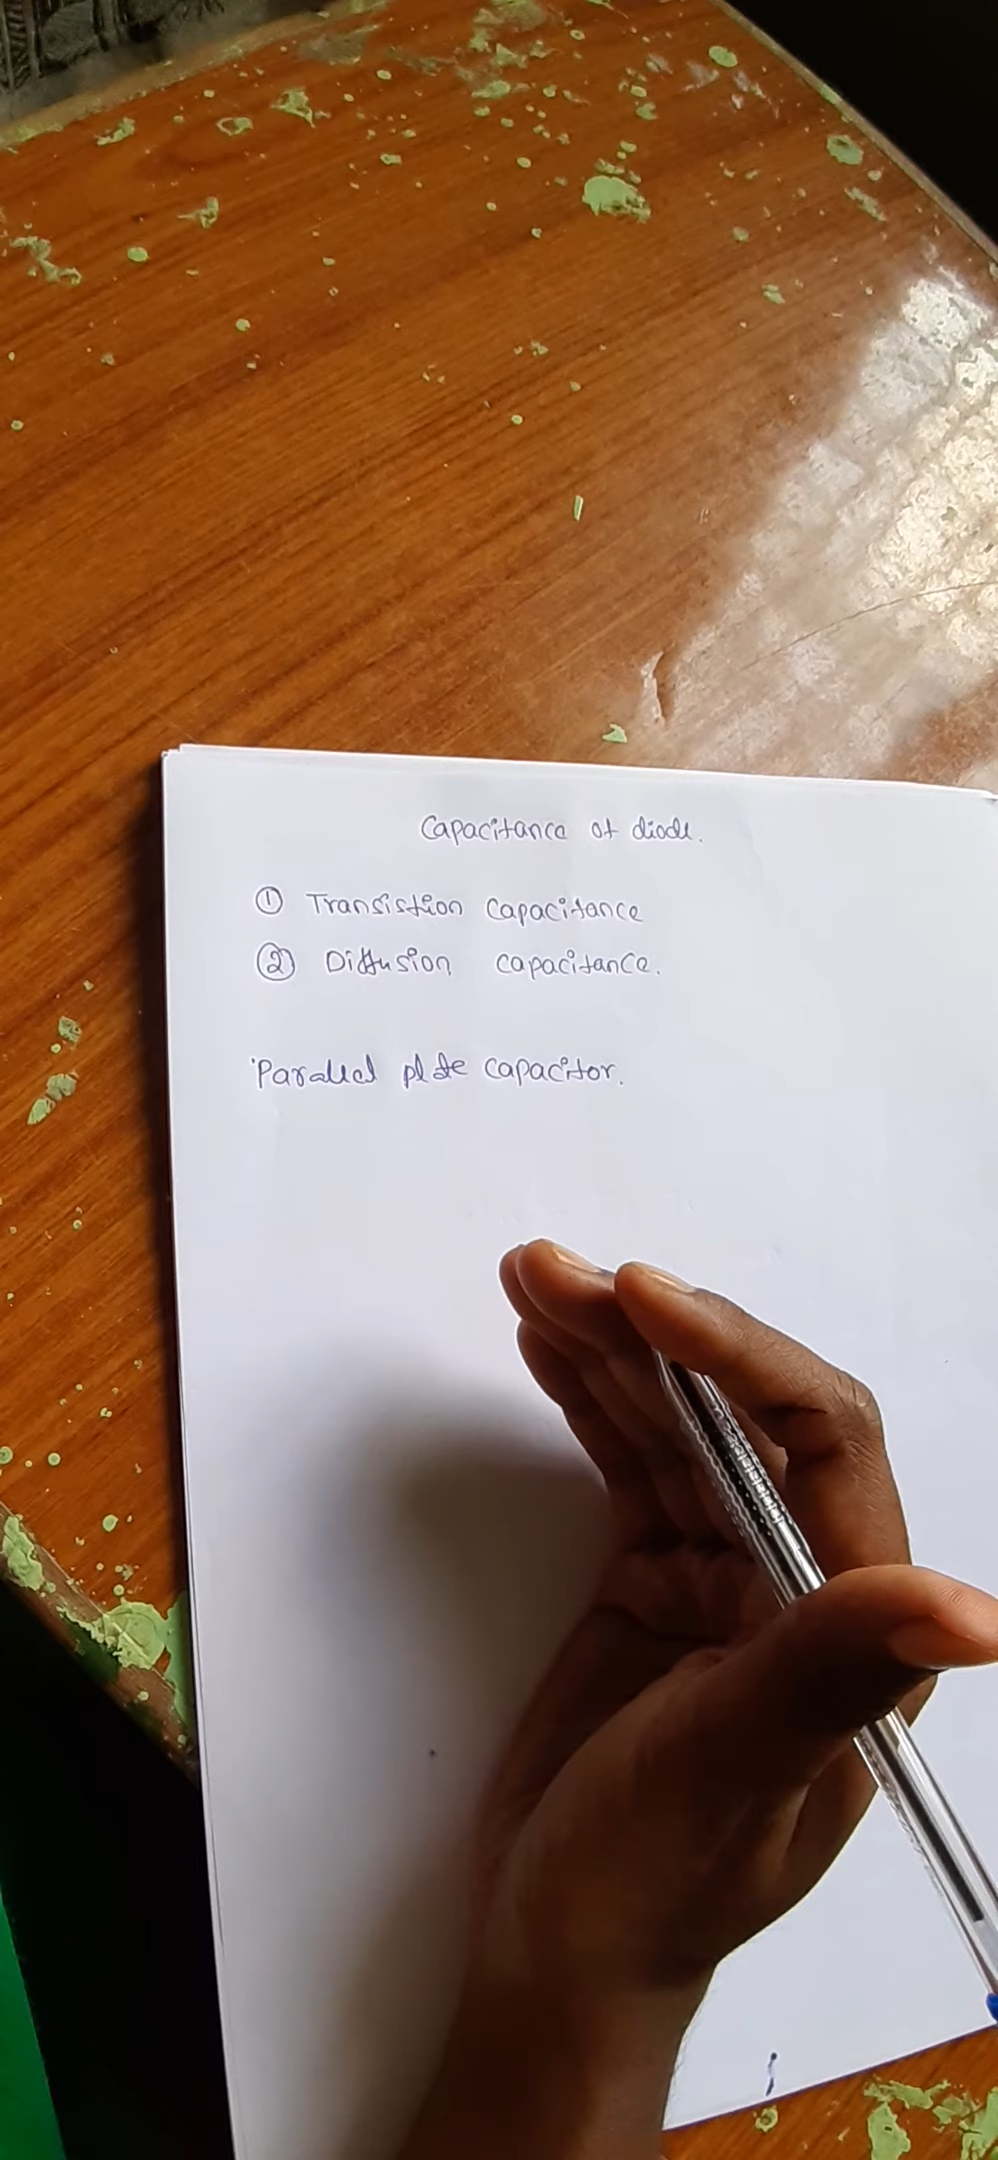 Capacitance of diode.
① Transistion Capacitance
② Diffusion capacitance.
Parallel plate capacitor.